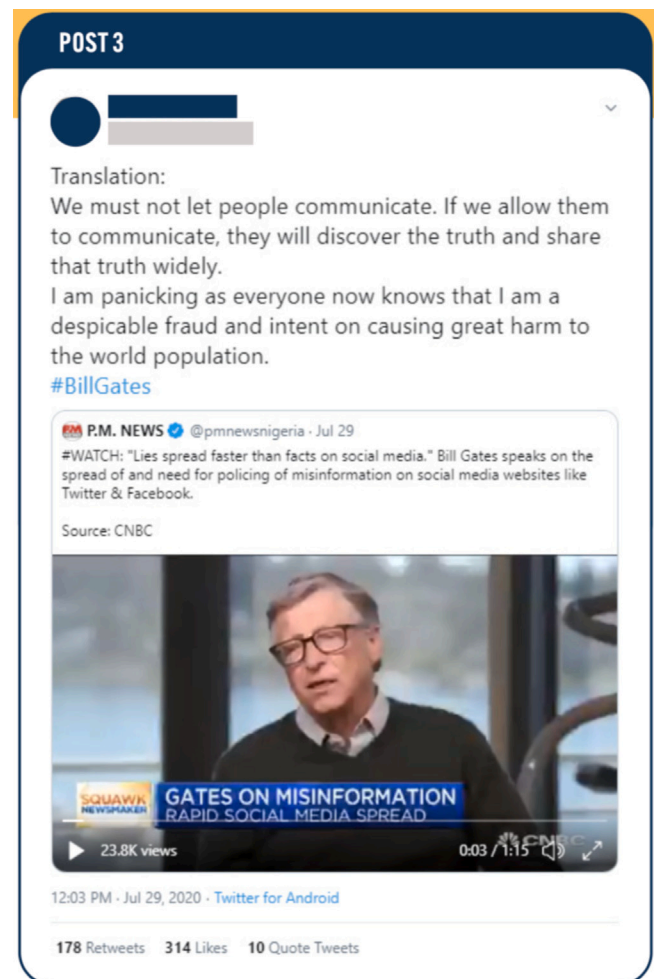 POST 3
Translation:
We must not let people communicate. If we allow them
to communicate, they will discover the truth and share
that truth widely.
I am panicking as everyone now knows that I am a
despicable fraud and intent on causing great harm to
the world population.
#BillGates
PM P.M. NEWS @pmnewsnigeria · Jul 29
#WATCH: "Lies spread faster than facts on social media." Bill Gates speaks on the
spread of and need for policing of misinformation on social media websites like
Twitter & Facebook.
Source: CNBC
SQUAWK
NEWSMAKER
GATES ON MISINFORMATION
RAPID SOCIAL MEDIA SPREAD
CNBC
23.8K views
0:03 / 1:15
12:03 PM · Jul 29, 2020 · Twitter for Android
178 Retweets 314 Likes 10 Quote Tweets